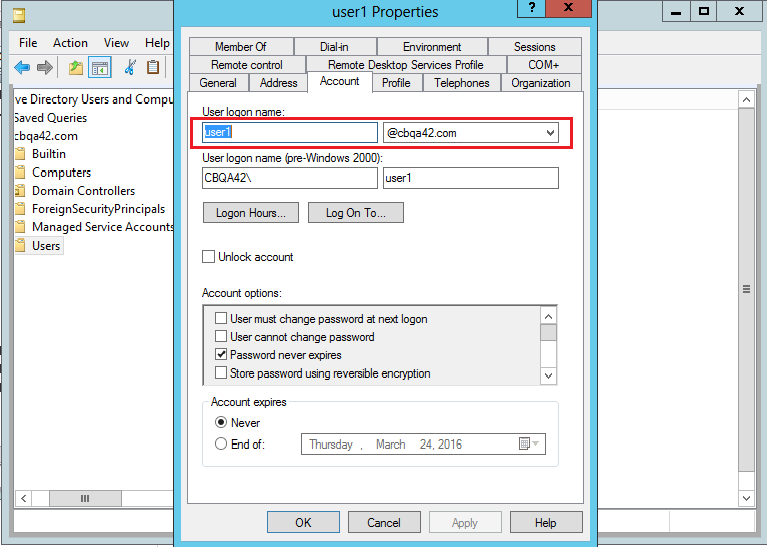 user1 Properties
?
x
File Action View Help
ve Directory Users and Compu
Saved Queries
cbqa42.com
Builtin
Computers
Domain Controllers
ForeignSecurityPrincipals
Managed Service Accounts
Users
Member Of Dial-in Environment Sessions
Remote control Remote Desktop Services Profile COM+
General Address Account Profile Telephones Organization
User logon name:
user1 @cbqa42.com
User logon name (pre-Windows 2000):
CBQA42\ user1
Logon Hours... Log On To...
Unlock account
Account options:
User must change password at next logon
User cannot change password
Password never expires
Store password using reversible encryption
Account expires
Never
End of: Thursday , March 24, 2016
OK Cancel Apply Help